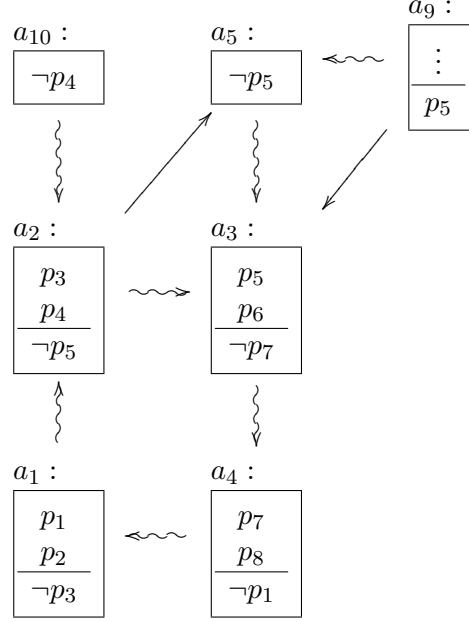 a₉ :
a₁₀ :
a₅ :
¬p₄
¬p₅
⋮
p₅
a₂ :
a₃ :
p₃
p₄
¬p₅
p₅
p₆
¬p₇
a₁ :
a₄ :
p₁
p₂
¬p₃
p₇
p₈
¬p₁